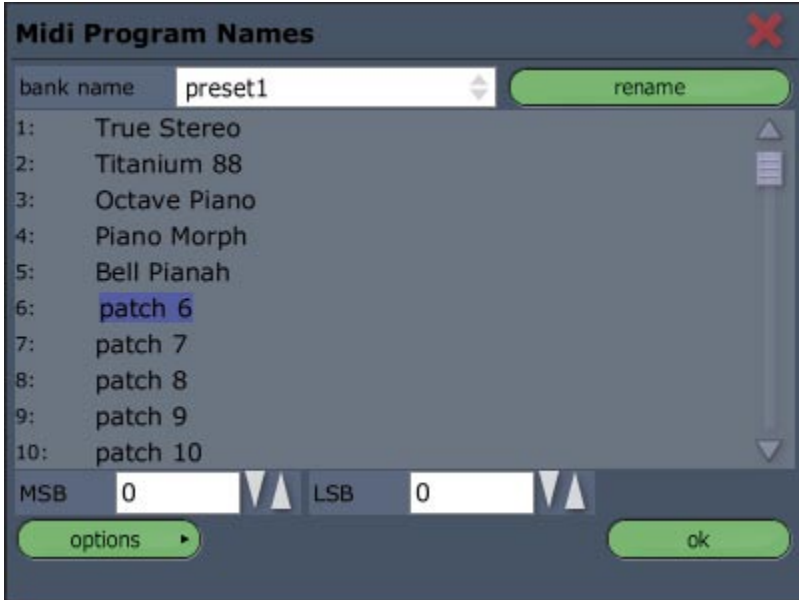 Midi Program Names
bank name preset1 rename
1: True Stereo
2: Titanium 88
3: Octave Piano
4: Piano Morph
5: Bell Pianah
6: patch 6
7: patch 7
8: patch 8
9: patch 9
10: patch 10
MSB 0 LSB 0
options ok